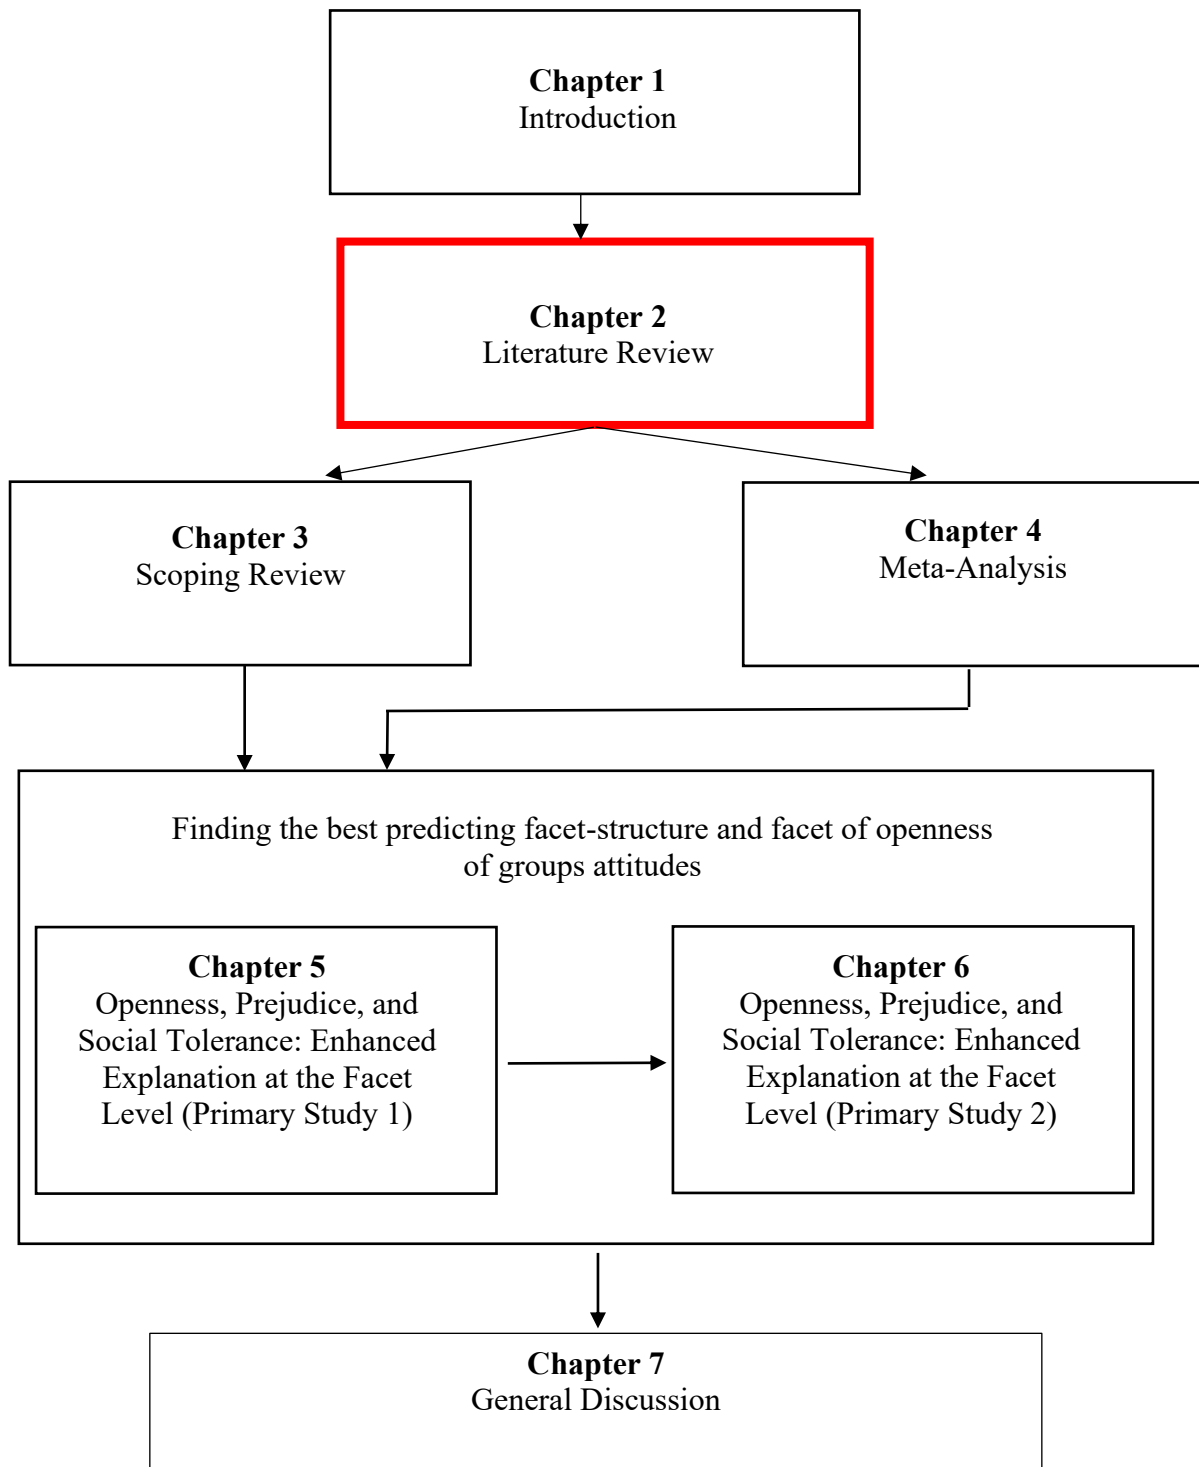 Chapter 1
Introduction
Chapter 2
Literature Review
Chapter 3
Scoping Review
Chapter 4
Meta-Analysis
Finding the best predicting facet-structure and facet of openness
of groups attitudes
Chapter 5
Openness, Prejudice, and
Social Tolerance: Enhanced
Explanation at the Facet
Level (Primary Study 1)
Chapter 6
Openness, Prejudice, and
Social Tolerance: Enhanced
Explanation at the Facet
Level (Primary Study 2)
Chapter 7
General Discussion